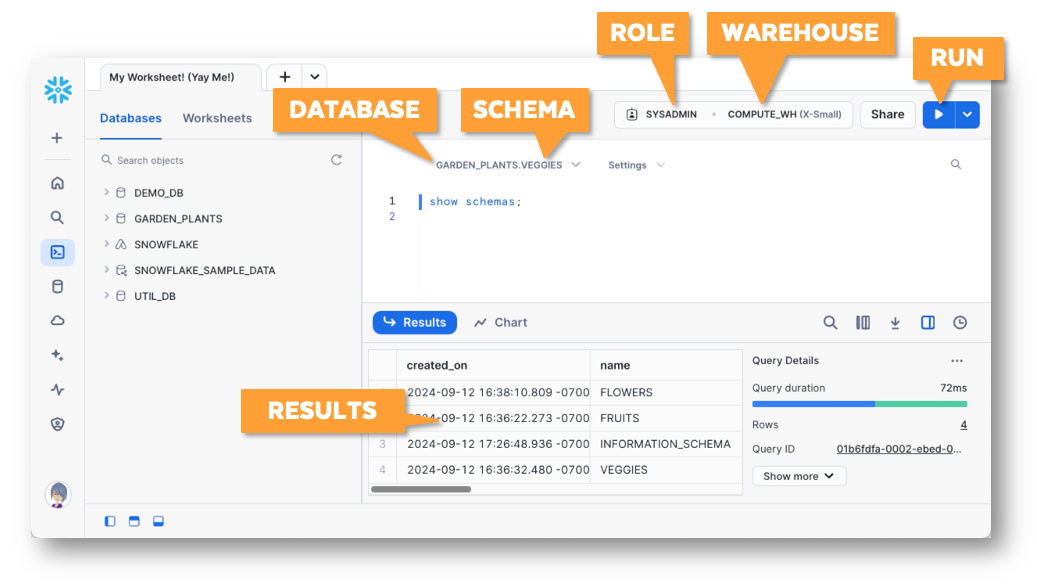 ROLE
WAREHOUSE
RUN
My Worksheet! (Yay Me!)
DATABASE
SCHEMA
SYSADMIN
COMPUTE_WH (X-Small)
Share
Databases
Worksheets
Search objects
GARDEN_PLANTS.VEGGIES
Settings
DEMO_DB
GARDEN_PLANTS
SNOWFLAKE
SNOWFLAKE_SAMPLE_DATA
UTIL_DB
1 show schemas;
2
Results
Chart
created_on name
2024-09-12 16:38:10.809 -0700 FLOWERS
2024-09-12 16:36:22.273 -0700 FRUITS
3 2024-09-12 17:26:48.936 -0700 INFORMATION_SCHEMA
4 2024-09-12 16:36:32.480 -0700 VEGGIES
RESULTS
Query Details
Query duration 72ms
Rows 4
Query ID 01b6fdfa-0002-ebed-0...
Show more